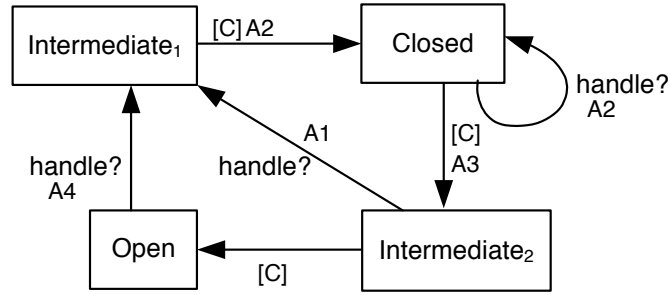 Intermediate₁
[C] A2
Closed
handle?
A2
[C]
A3
A1
handle?
handle?
A4
Open
[C]
Intermediate₂